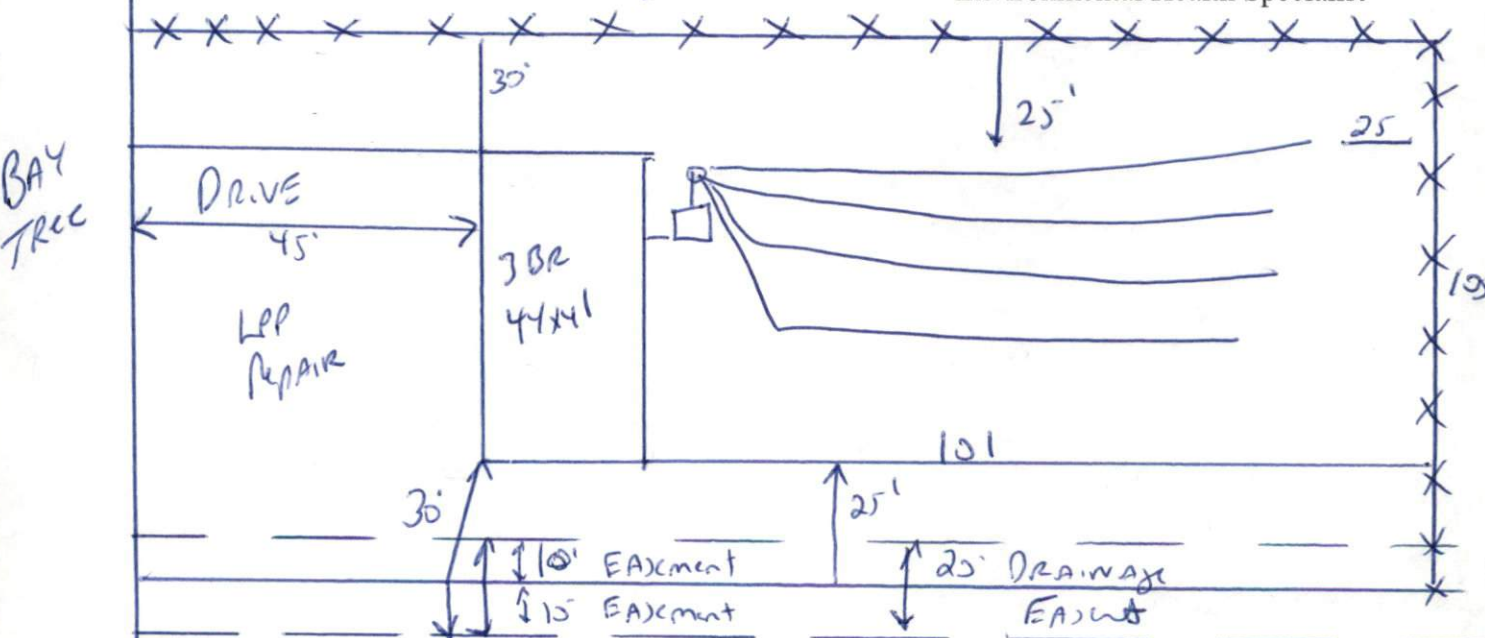 30'
25'
25
BAY
TREE
DRIVE
45'
3 BR
44x41
LPP
REPAIR
101
30'
25'
10' EASEMENT
25' DRAINAGE
15 EASEMENT